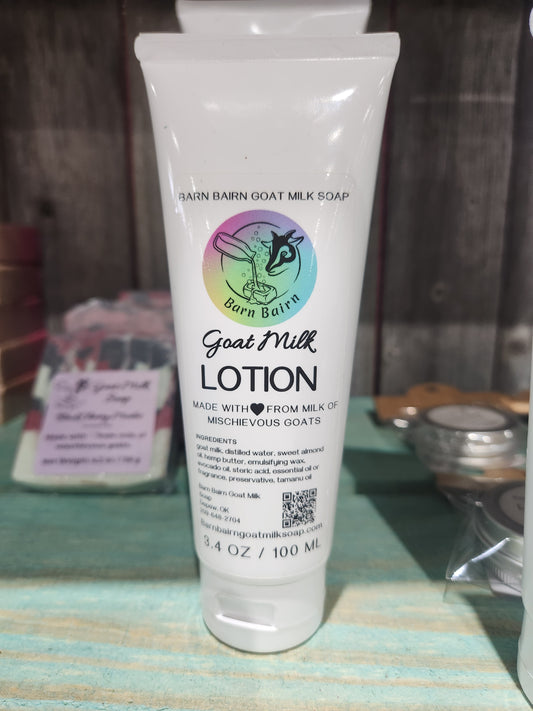 BARN BAIRN GOAT MILK SOAP
Barn Bairn
Goat Milk
LOTION
MADE WITH FROM MILK OF
MISCHIEVOUS GOATS
INGREDIENTS
goat milk, distilled water, sweet almond
oil, hemp butter, emulsifying wax,
avocado oil, steric acid, essential oil or
fragrance, preservative, tamanu oil
Barn Bairn Goat Milk
Soap
Depew, OK
Barnbairngoatmilksoap.com
3.4 OZ / 100 ML
Goat Milk
Soap